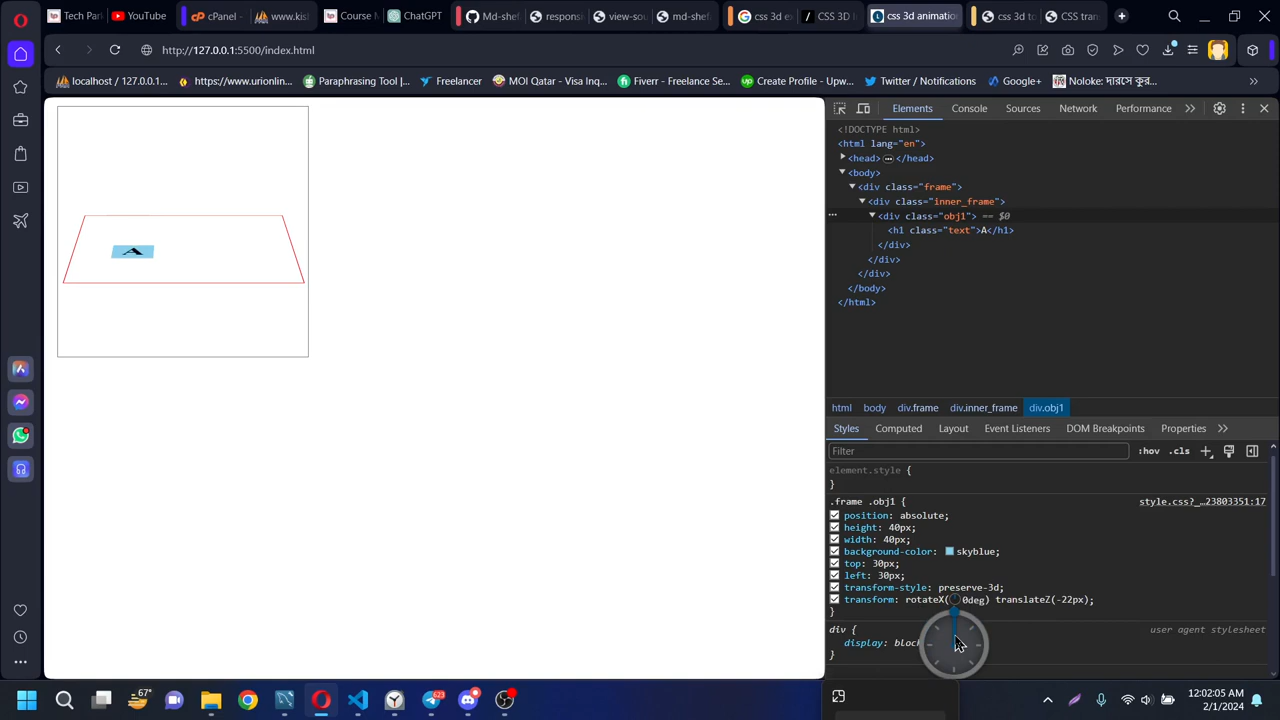 Tech Pari
YouTube
cPanel -
www.kis
Course M
ChatGPT
Md-shef
respons
view-sou
md-shef
css 3d ex
CSS 3D
css 3d animatio
css 3d to
CSS tran
http://127.0.0.1:5500/index.html
localhost / 127.0.0.1...
https://www.urionlin...
Paraphrasing Tool |...
Freelancer
MOI Qatar - Visa Inq...
Fiverr - Freelance Se...
Create Profile - Upw...
Twitter / Notifications
Google+
Elements
Console
Sources
Network
Performance
<!DOCTYPE html>
<html lang="en">
<head> ... </head>
<body>
<div class="frame">
<div class="inner_frame">
<div class="obj1"> == $0
<h1 class="text">A</h1>
</div>
</div>
</div>
</body>
</html>
A
html body div.frame div.inner_frame div.obj1
Styles Computed Layout Event Listeners DOM Breakpoints Properties
Filter :hov .cls
element.style {
}
.frame .obj1 { style.css?_…23803351:17
position: absolute;
height: 40px;
width: 40px;
background-color: skyblue;
top: 30px;
left: 30px;
transform-style: preserve-3d;
transform: rotateX(0deg) translateZ(-22px);
}
div { user agent stylesheet
display: block
}
67°
623
12:02:05 AM
2/1/2024